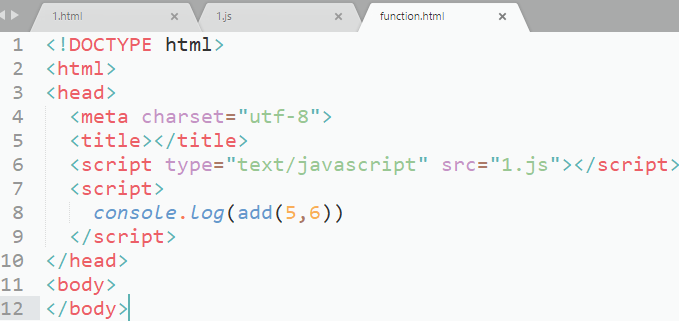 1.html × 1.js × function.html ×
1 <!DOCTYPE html>
2 <html>
3 <head>
4   <meta charset="utf-8">
5   <title></title>
6   <script type="text/javascript" src="1.js"></script>
7   <script>
8     console.log(add(5,6))
9   </script>
10 </head>
11 <body>
12 </body>